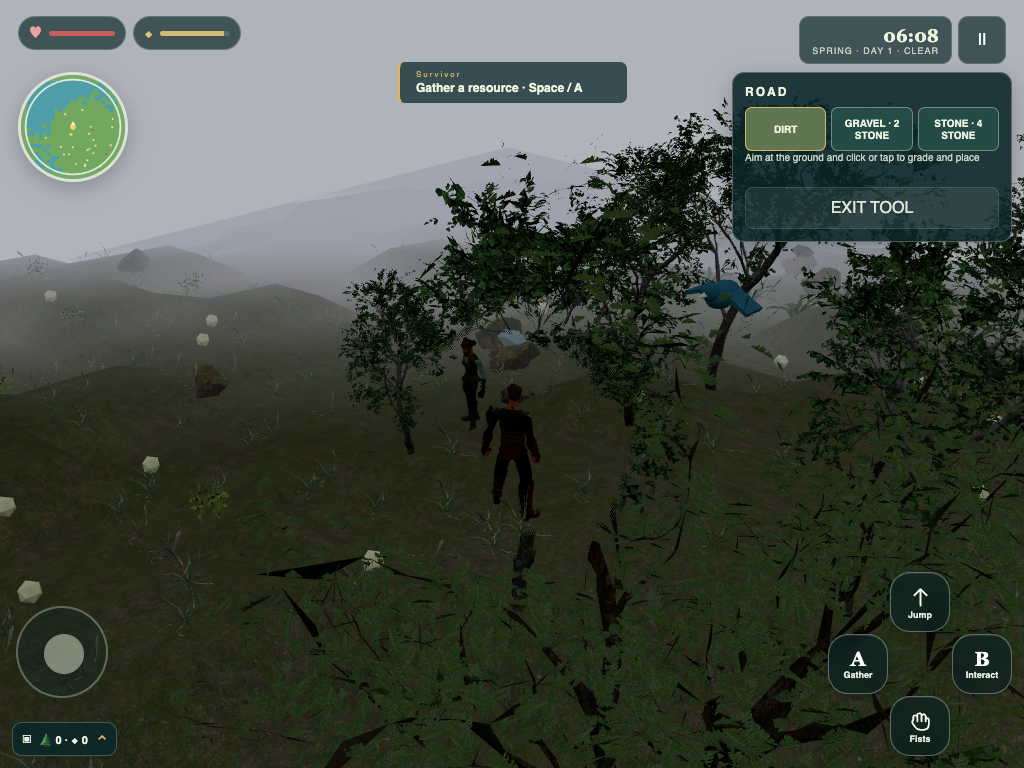 06:08
SPRING · DAY 1 · CLEAR
Survivor
Gather a resource · Space / A
ROAD
DIRT
GRAVEL · 2
STONE
STONE · 4
STONE
Aim at the ground and click or tap to grade and place
EXIT TOOL
Jump
A
Gather
B
Interact
Fists
0 · ◆ 0